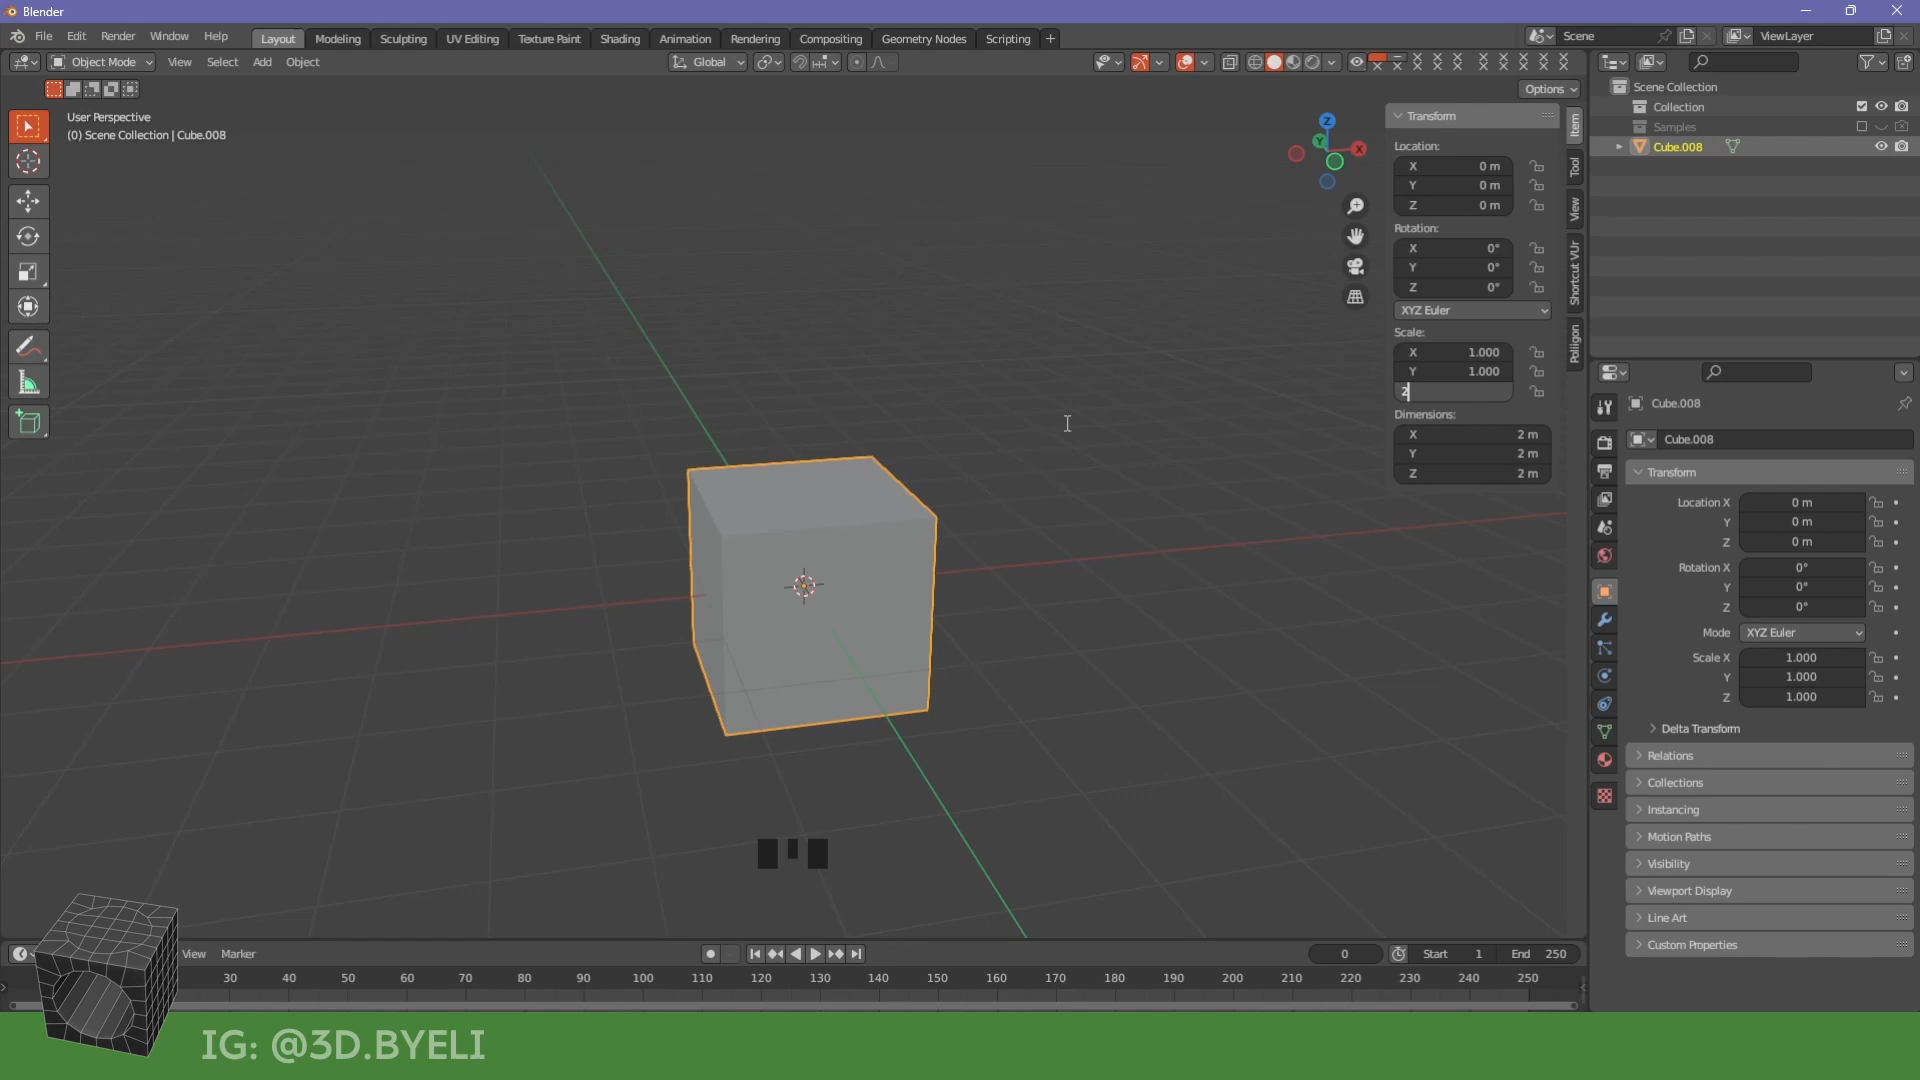 Blender
File Edit Render Window Help Layout Modeling Sculpting UV Editing Texture Paint Shading Animation Rendering Compositing Geometry Nodes Scripting + Scene ViewLayer
Object Mode View Select Add Object Global
Options
User Perspective
(0) Scene Collection | Cube.008
Z
Y
X
Transform
Location:
X 0 m
Y 0 m
Z 0 m
Rotation:
X 0°
Y 0°
Z 0°
XYZ Euler
Scale:
X 1.000
Y 1.000
2
Dimensions:
X 2 m
Y 2 m
Z 2 m
Item
Tool
View
Shortcut VUr
Poliigon
Scene Collection
Collection
Samples
Cube.008
Cube.008
Cube.008
Transform
Location X 0 m
Y 0 m
Z 0 m
Rotation X 0°
Y 0°
Z 0°
Mode XYZ Euler
Scale X 1.000
Y 1.000
Z 1.000
Delta Transform
Relations
Collections
Instancing
Motion Paths
Visibility
Viewport Display
Line Art
Custom Properties
View Marker 0 Start 1 End 250
30 40 50 60 70 80 90 100 110 120 130 140 150 160 170 180 190 200 210 220 230 240 250
IG: @3D.BYELI